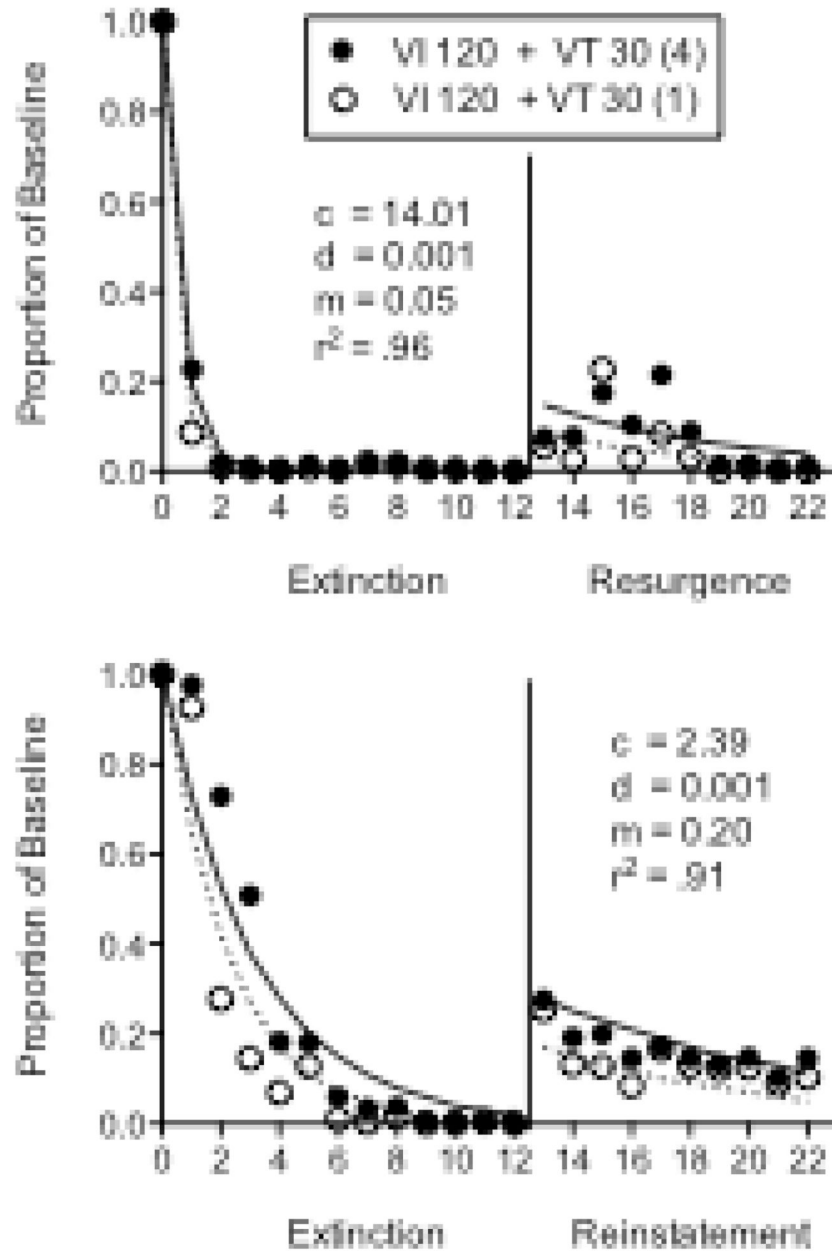 Proportion of Baseline
1.0
0.8
0.6
0.4
0.2
0.0
VI 120 + VT 30 (4)
VI 120 + VT 30 (1)
c = 14.01
d = 0.001
m = 0.05
r² = .96
0 2 4 6 8 10 12 14 16 18 20 22
Extinction Resurgence
Proportion of Baseline
1.0
0.8
0.6
0.4
0.2
0.0
c = 2.39
d = 0.001
m = 0.20
r² = .91
0 2 4 6 8 10 12 14 16 18 20 22
Extinction Reinstatement